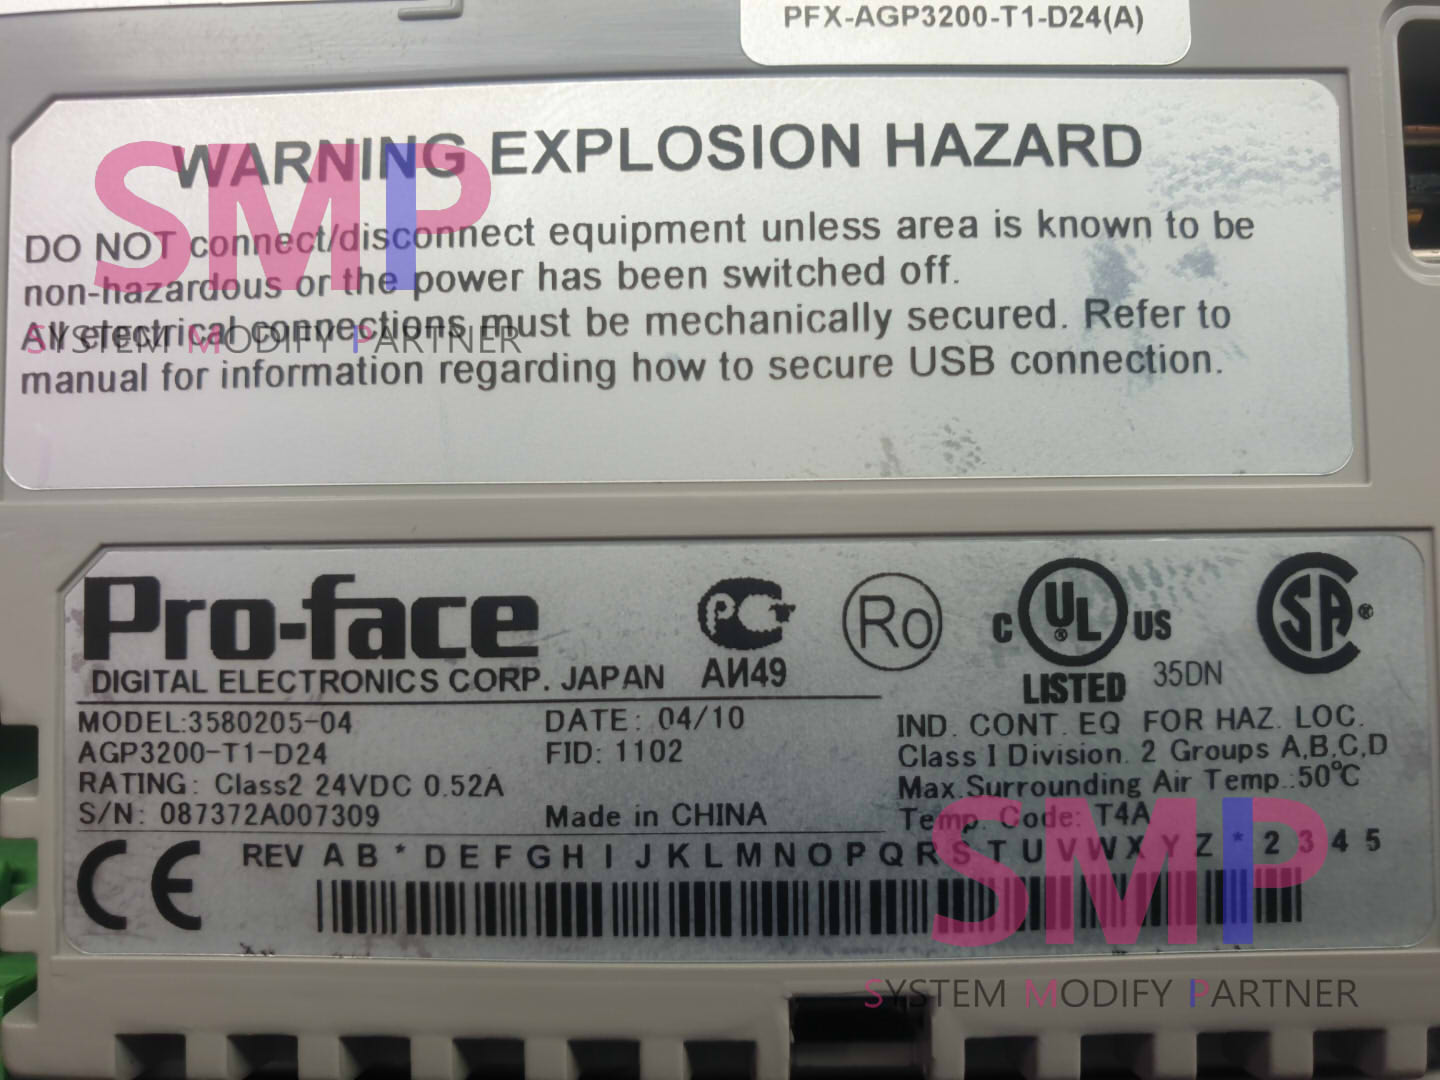 PFX-AGP3200-T1-D24(A)
WARNING EXPLOSION HAZARD
DO NOT connect/disconnect equipment unless area is known to be
non-hazardous or the power has been switched off.
All electrical connections must be mechanically secured. Refer to
manual for information regarding how to secure USB connection.
SMP
SYSTEM MODIFY PARTNER
Pro-face
DIGITAL ELECTRONICS CORP. JAPAN
PC
АИ49
Ro
C UL ® US
LISTED
35DN
SA ®
MODEL:3580205-04
AGP3200-T1-D24
RATING: Class2 24VDC 0.52A
S/N: 087372A007309
DATE: 04/10
FID: 1102
Made in CHINA
IND. CONT. EQ FOR HAZ. LOC.
Class I Division. 2 Groups A,B,C,D
Max.Surrounding Air Temp.:50℃
Temp. Code: T4A
CE
REV A B * D E F G H I J K L M N O P Q R S T U V W X Y Z * 2 3 4 5
SMP
SYSTEM MODIFY PARTNER